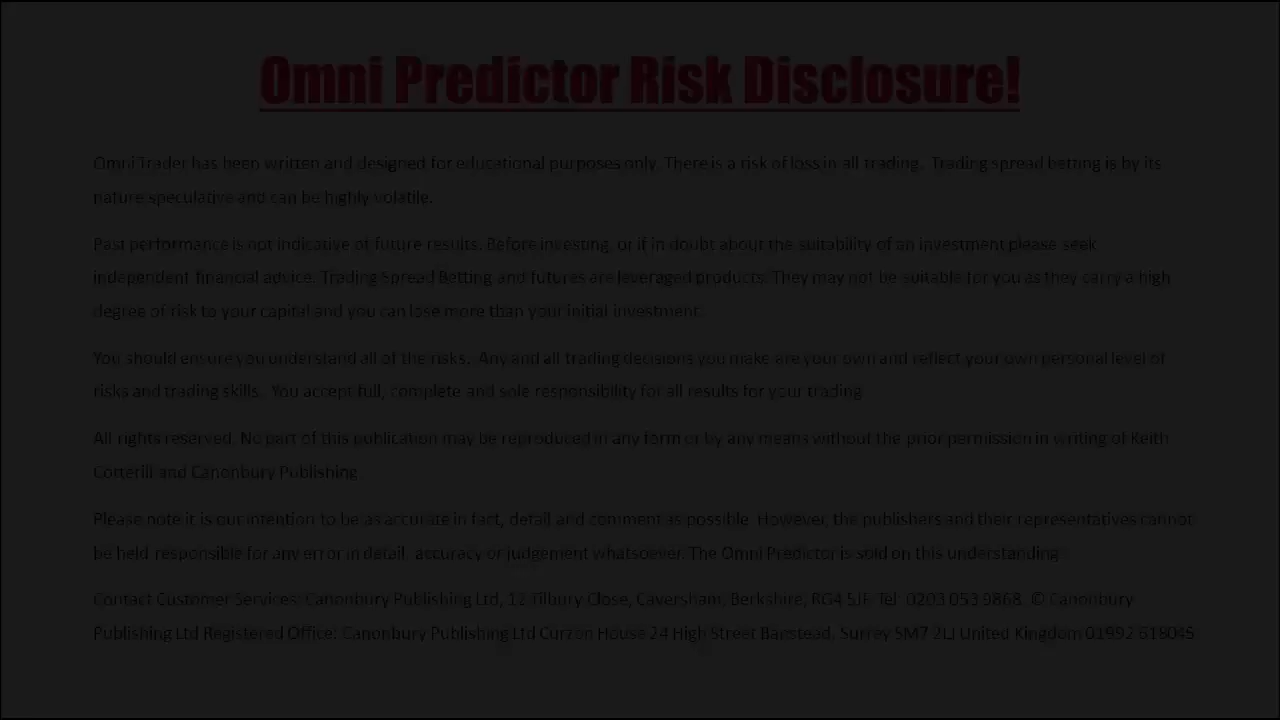 Omni Predictor Risk Disclosure!
Omni Trader has been written and designed for educational purposes only. There is a risk of loss in all trading. Trading spread betting is by its
nature speculative and can be highly volatile.
Past performance is not indicative of future results. Before investing, or if in doubt about the suitability of an investment please seek
independent financial advice. Trading Spread Betting and futures are leveraged products. They may not be suitable for you as they carry a high
degree of risk to your capital and you can lose more than your initial investment.
You should ensure you understand all of the risks. Any and all trading decisions you make are your own and reflect your own personal level of
risks and trading skills. You accept full, complete and sole responsibility for all results for your trading
All rights reserved. No part of this publication may be reproduced in any form or by any means without the prior permission in writing of Keith
Cotterill and Canonbury Publishing.
Please note it is our intention to be as accurate in fact, detail and comment as possible. However, the publishers and their representatives cannot
be held responsible for any error in detail, accuracy or judgement whatsoever. The Omni Predictor is sold on this understanding.
Contact Customer Services: Canonbury Publishing Ltd, 12 Tilbury Close, Caversham, Berkshire, RG4 5JF Tel: 0203 053 9868 © Canonbury
Publishing Ltd Registered Office: Canonbury Publishing Ltd Curzon House 24 High Street Banstead, Surrey SM7 2LJ United Kingdom 01992 618045